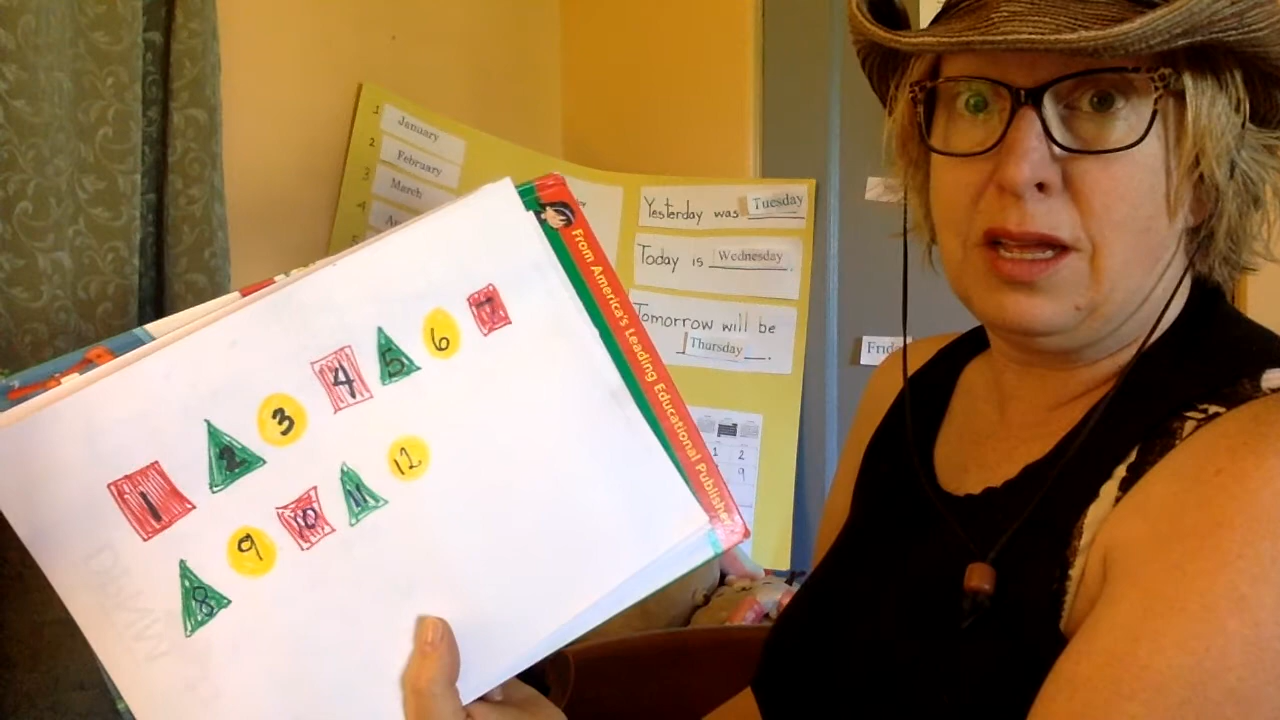 1 January
2 February
3 March
4
Yesterday was Tuesday
Today is Wednesday.
Tomorrow will be
Thursday.
From America's Leading Educational Publisher
1 2 3 4 5 6 7
8 9 10 11 12
1 2
9